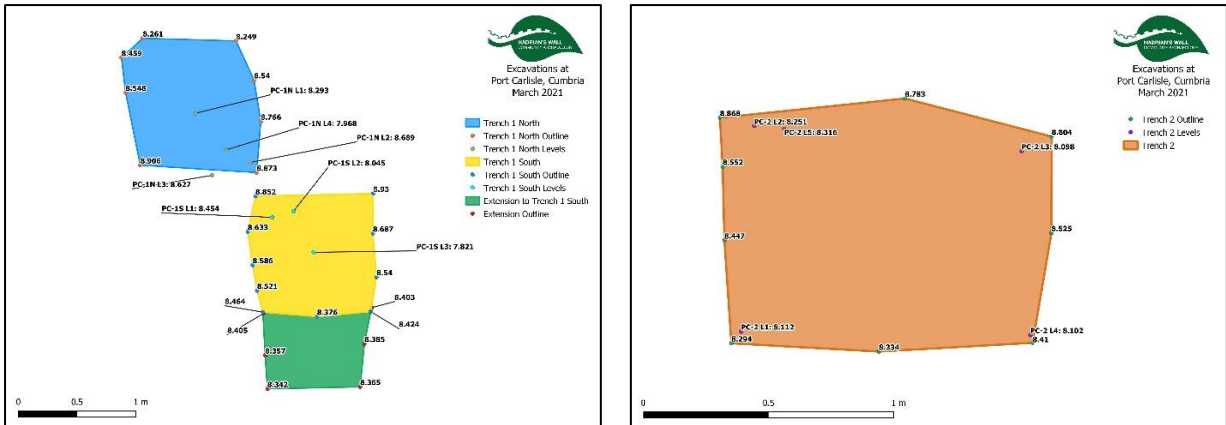 8.261
8.249
8.459
8.54
8.548
PC-1N L1: 8.293
8.766
PC-1N L4: 7.968
PC-1N L2: 8.689
8.906
8.873
PC-1S L2: 8.045
PC-1N L3: 8.627
8.852
8.93
PC-1S L1: 8.454
8.633
8.687
PC-1S L3: 7.821
8.586
8.54
8.521
8.464
8.403
8.376
8.405
8.424
8.385
8.357
8.342
8.365
0
0.5
1 m
HADRIAN'S WALL
COMMUNITY ARCHAEOLOGY
Excavations at
Port Carlisle, Cumbria
March 2021
Trench 1 North
Trench 1 North Outline
Trench 1 North Levels
Trench 1 South
Trench 1 South Outline
Trench 1 South Levels
Extension to Trench 1 South
Extension Outline
8.783
8.868
PC-2 L2: 8.251
PC-2 L5: 8.316
8.804
PC-2 L3: 8.098
8.552
8.447
8.525
PC-2 L1: 8.112
PC-2 L4: 8.102
8.294
8.334
8.41
0
0.5
1 m
HADRIAN'S WALL
COMMUNITY ARCHAEOLOGY
Excavations at
Port Carlisle, Cumbria
March 2021
Trench 2 Outline
Trench 2 Levels
Trench 2